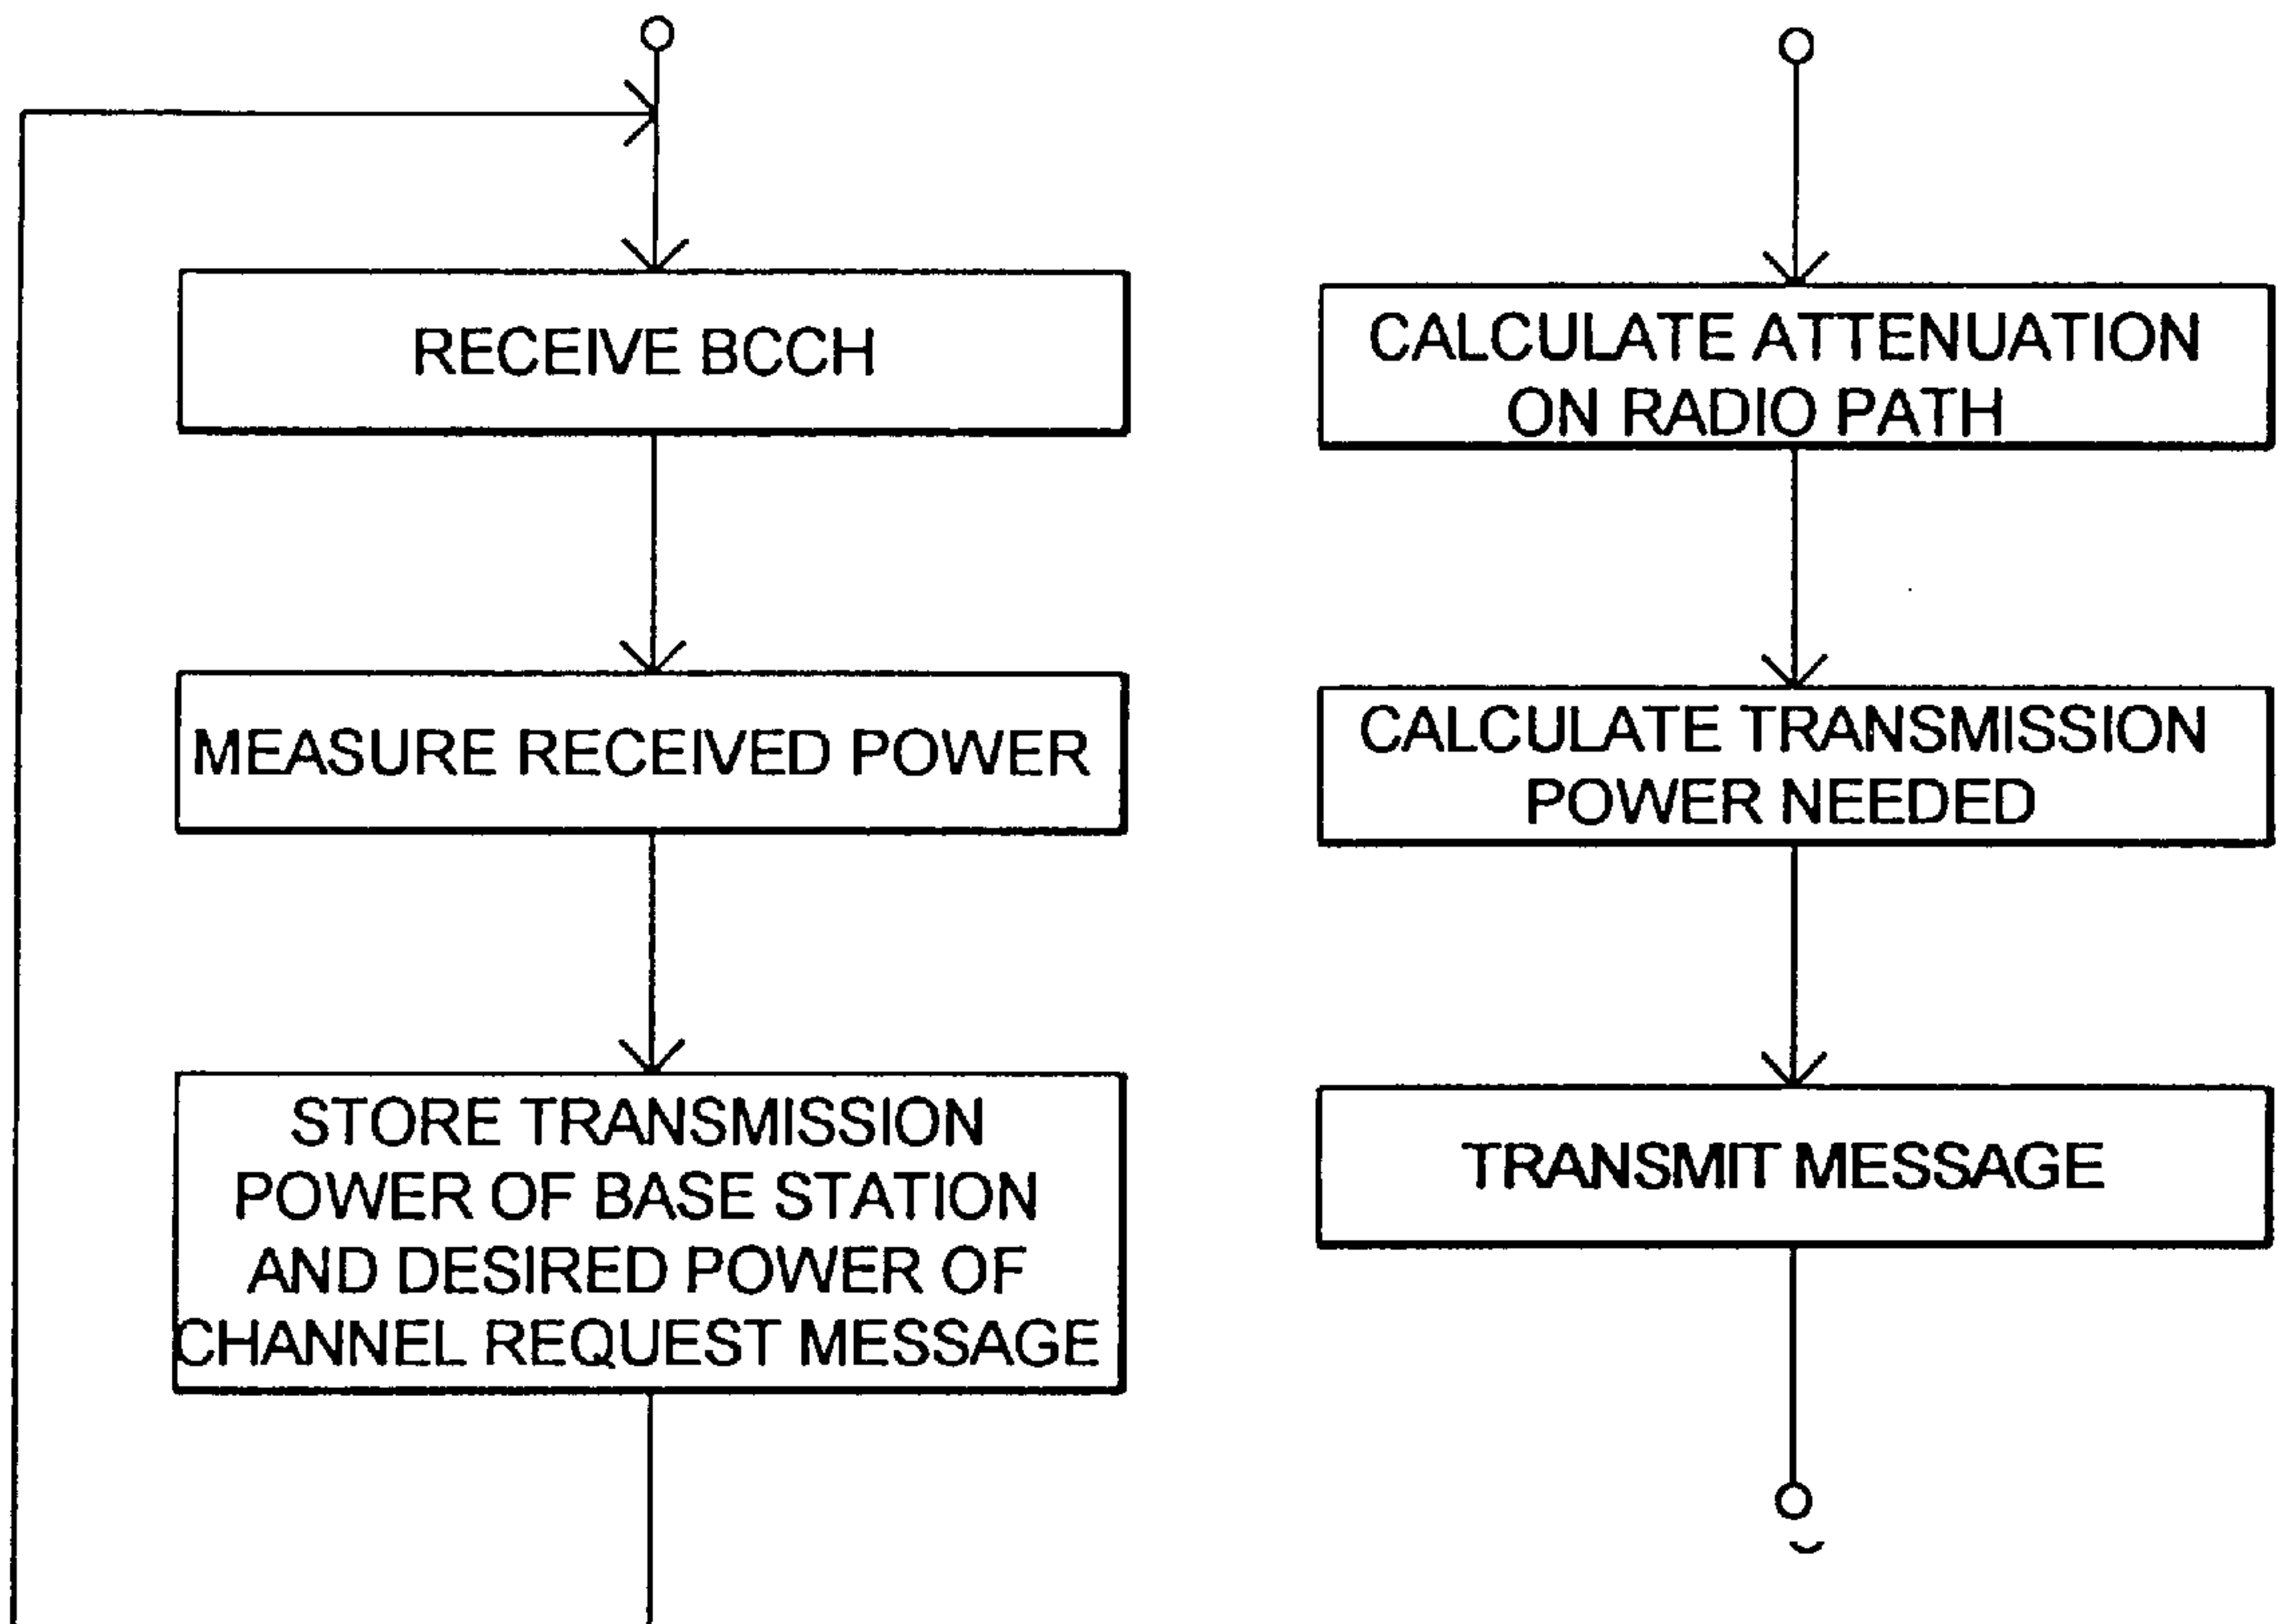 RECEIVE BCCH
MEASURE RECEIVED POWER
STORE TRANSMISSION
POWER OF BASE STATION
AND DESIRED POWER OF
CHANNEL REQUEST MESSAGE
CALCULATE ATTENUATION
ON RADIO PATH
CALCULATE TRANSMISSION
POWER NEEDED
TRANSMIT MESSAGE